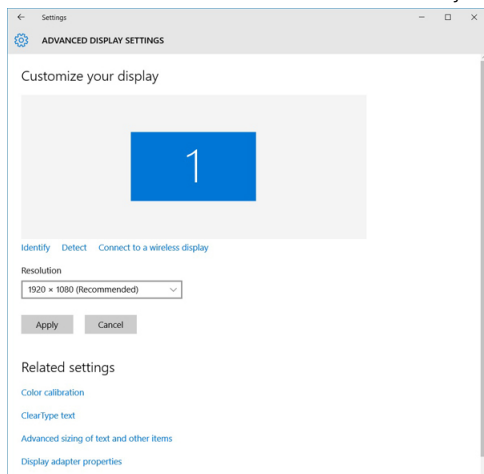 Settings
ADVANCED DISPLAY SETTINGS
Customize your display
1
Identify Detect Connect to a wireless display
Resolution
1920 × 1080 (Recommended)
Apply Cancel
Related settings
Color calibration
ClearType text
Advanced sizing of text and other items
Display adapter properties